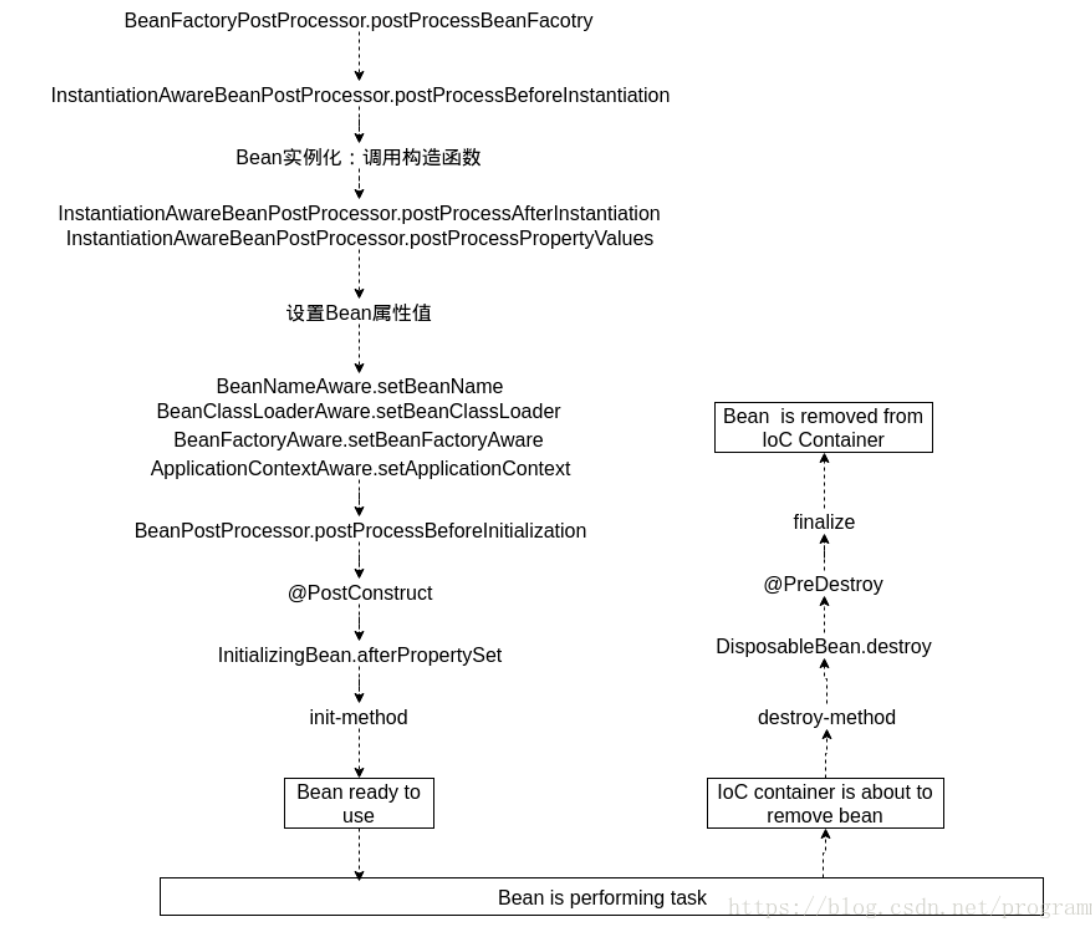 BeanFactoryPostProcessor.postProcessBeanFacotry
InstantiationAwareBeanPostProcessor.postProcessBeforeInstantiation
Bean实例化：调用构造函数
InstantiationAwareBeanPostProcessor.postProcessAfterInstantiation
InstantiationAwareBeanPostProcessor.postProcessPropertyValues
设置Bean属性值
BeanNameAware.setBeanName
BeanClassLoaderAware.setBeanClassLoader
BeanFactoryAware.setBeanFactoryAware
ApplicationContextAware.setApplicationContext
BeanPostProcessor.postProcessBeforeInitialization
@PostConstruct
InitializingBean.afterPropertySet
init-method
Bean ready to
use
Bean is performing task
IoC container is about to
remove bean
destroy-method
DisposableBean.destroy
@PreDestroy
finalize
Bean is removed from
IoC Container
https://blog.csdn.net/programm